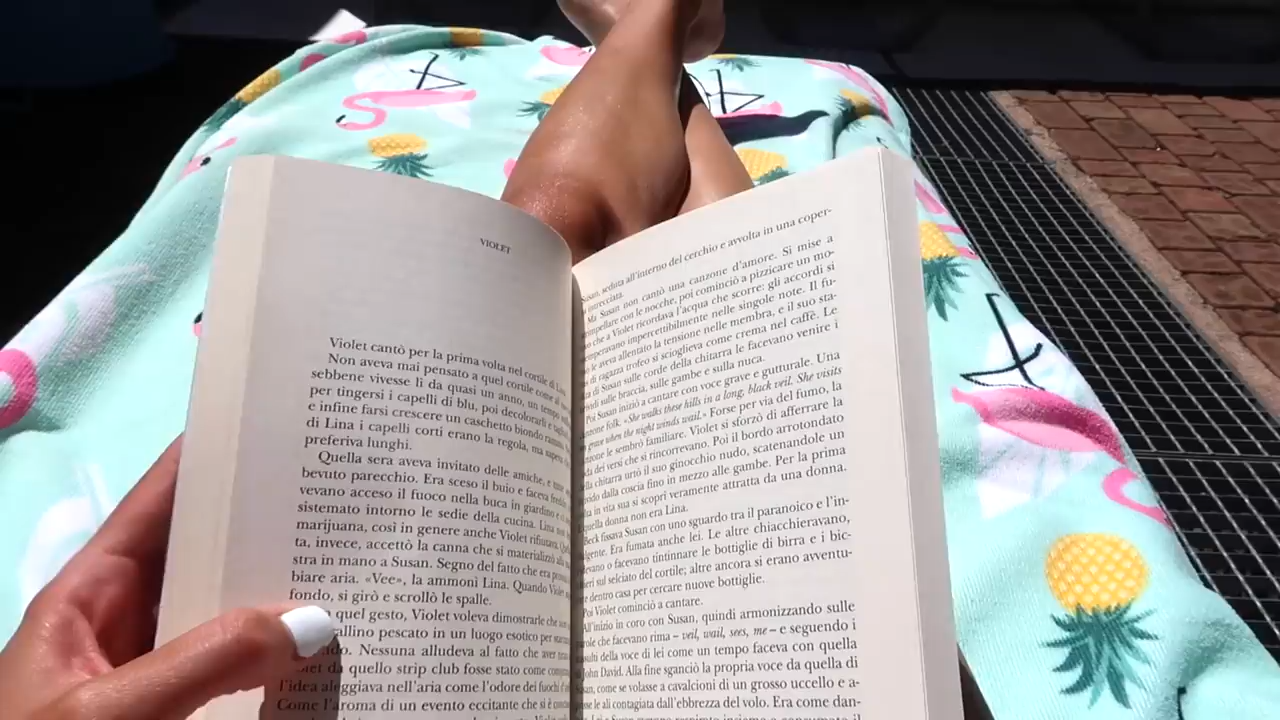 VIOLET
Violet cantò per la prima volta nel cortile di
Non aveva mai pensato a quel cortile come
sebbene vivesse lì da quasi un anno, un tempo
per tingersi i capelli di blu, poi decolorarli e
e infine farsi crescere un caschetto biondo
di Lina i capelli corti erano la regola, ma
preferiva lunghi.
Quella sera aveva invitato delle amiche, e
bevuto parecchio. Era sceso il buio e faceva
vevano acceso il fuoco nella buca in giardino e
sistemato intorno le sedie della cucina. Lina
marijuana, così in genere anche Violet rifiutava.
ta, invece, accettò la canna che si materializzò
stra in mano a Susan. Segno del fatto che era
biare aria. «Vee», la ammonì Lina. Quando
fondo, si girò e scrollò le spalle.
quel gesto, Violet voleva dimostrarle che
pescato in un luogo esotico per
Nessuna alludeva al fatto che aver
da quello strip club fosse stato come
l'idea aleggiava nell'aria come l'odore dei fuochi
Come l'aroma di un evento eccitante che si è
Susan, seduta all'interno del cerchio e avvolta in una coper-
intrecciata.
Ma Susan non cantò una canzone d'amore. Si mise a
con le nocche, poi cominciò a pizzicare un mo-
che a Violet ricordava l'acqua che scorre: gli accordi si
impercettibilmente nelle singole note. Il fu-
le aveva allentato la tensione nelle membra, e il suo sta-
di ragazza trofeo si scioglieva come crema nel caffè. Le
di Susan sulle corde della chitarra le facevano venire i
sulle braccia, sulle gambe e sulla nuca.
Poi Susan iniziò a cantare con voce grave e gutturale. Una
folk. «She walks these hills in a long, black veil. She visits
grave when the night winds wail.» Forse per via del fumo, la
le sembrò familiare. Violet si sforzò di afferrare la
dei versi che si rincorrevano. Poi il bordo arrotondato
chitarra urtò il suo ginocchio nudo, scatenandole un
dalla coscia fino in mezzo alle gambe. Per la prima
in vita sua si scoprì veramente attratta da una donna.
quella donna non era Lina.
Beck fissava Susan con uno sguardo tra il paranoico e l'in-
Era fumata anche lei. Le altre chiacchieravano,
o facevano tintinnare le bottiglie di birra e i bic-
sul selciato del cortile; altre ancora si erano avventu-
dentro casa per cercare nuove bottiglie.
Poi Violet cominciò a cantare.
All'inizio in coro con Susan, quindi armonizzando sulle
che facevano rima – veil, wail, sees, me – e seguendo i
della voce di lei come un tempo faceva con quella
John David. Alla fine sganciò la propria voce da quella di
Susan, come se volasse a cavalcioni di un grosso uccello e a-
le ali contagiata dall'ebbrezza del volo. Era come dan-